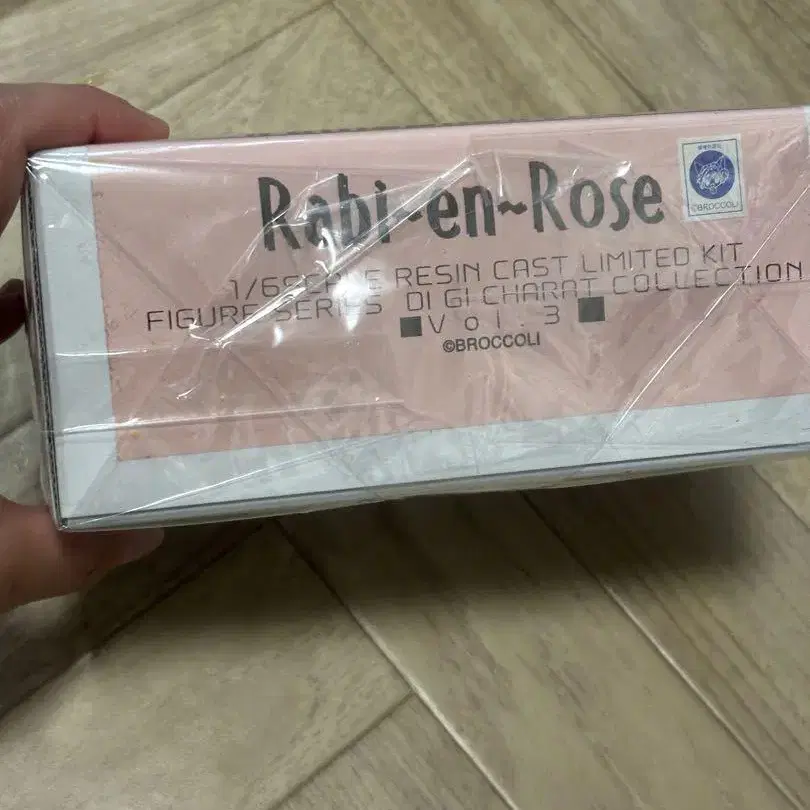 Rabi~en~Rose
1/6SCALE RESIN CAST LIMITED KIT
FIGURE SERIES DI GI CHARAT COLLECTION
■Vol.3■
©BROCCOLI
©BROCCOLI